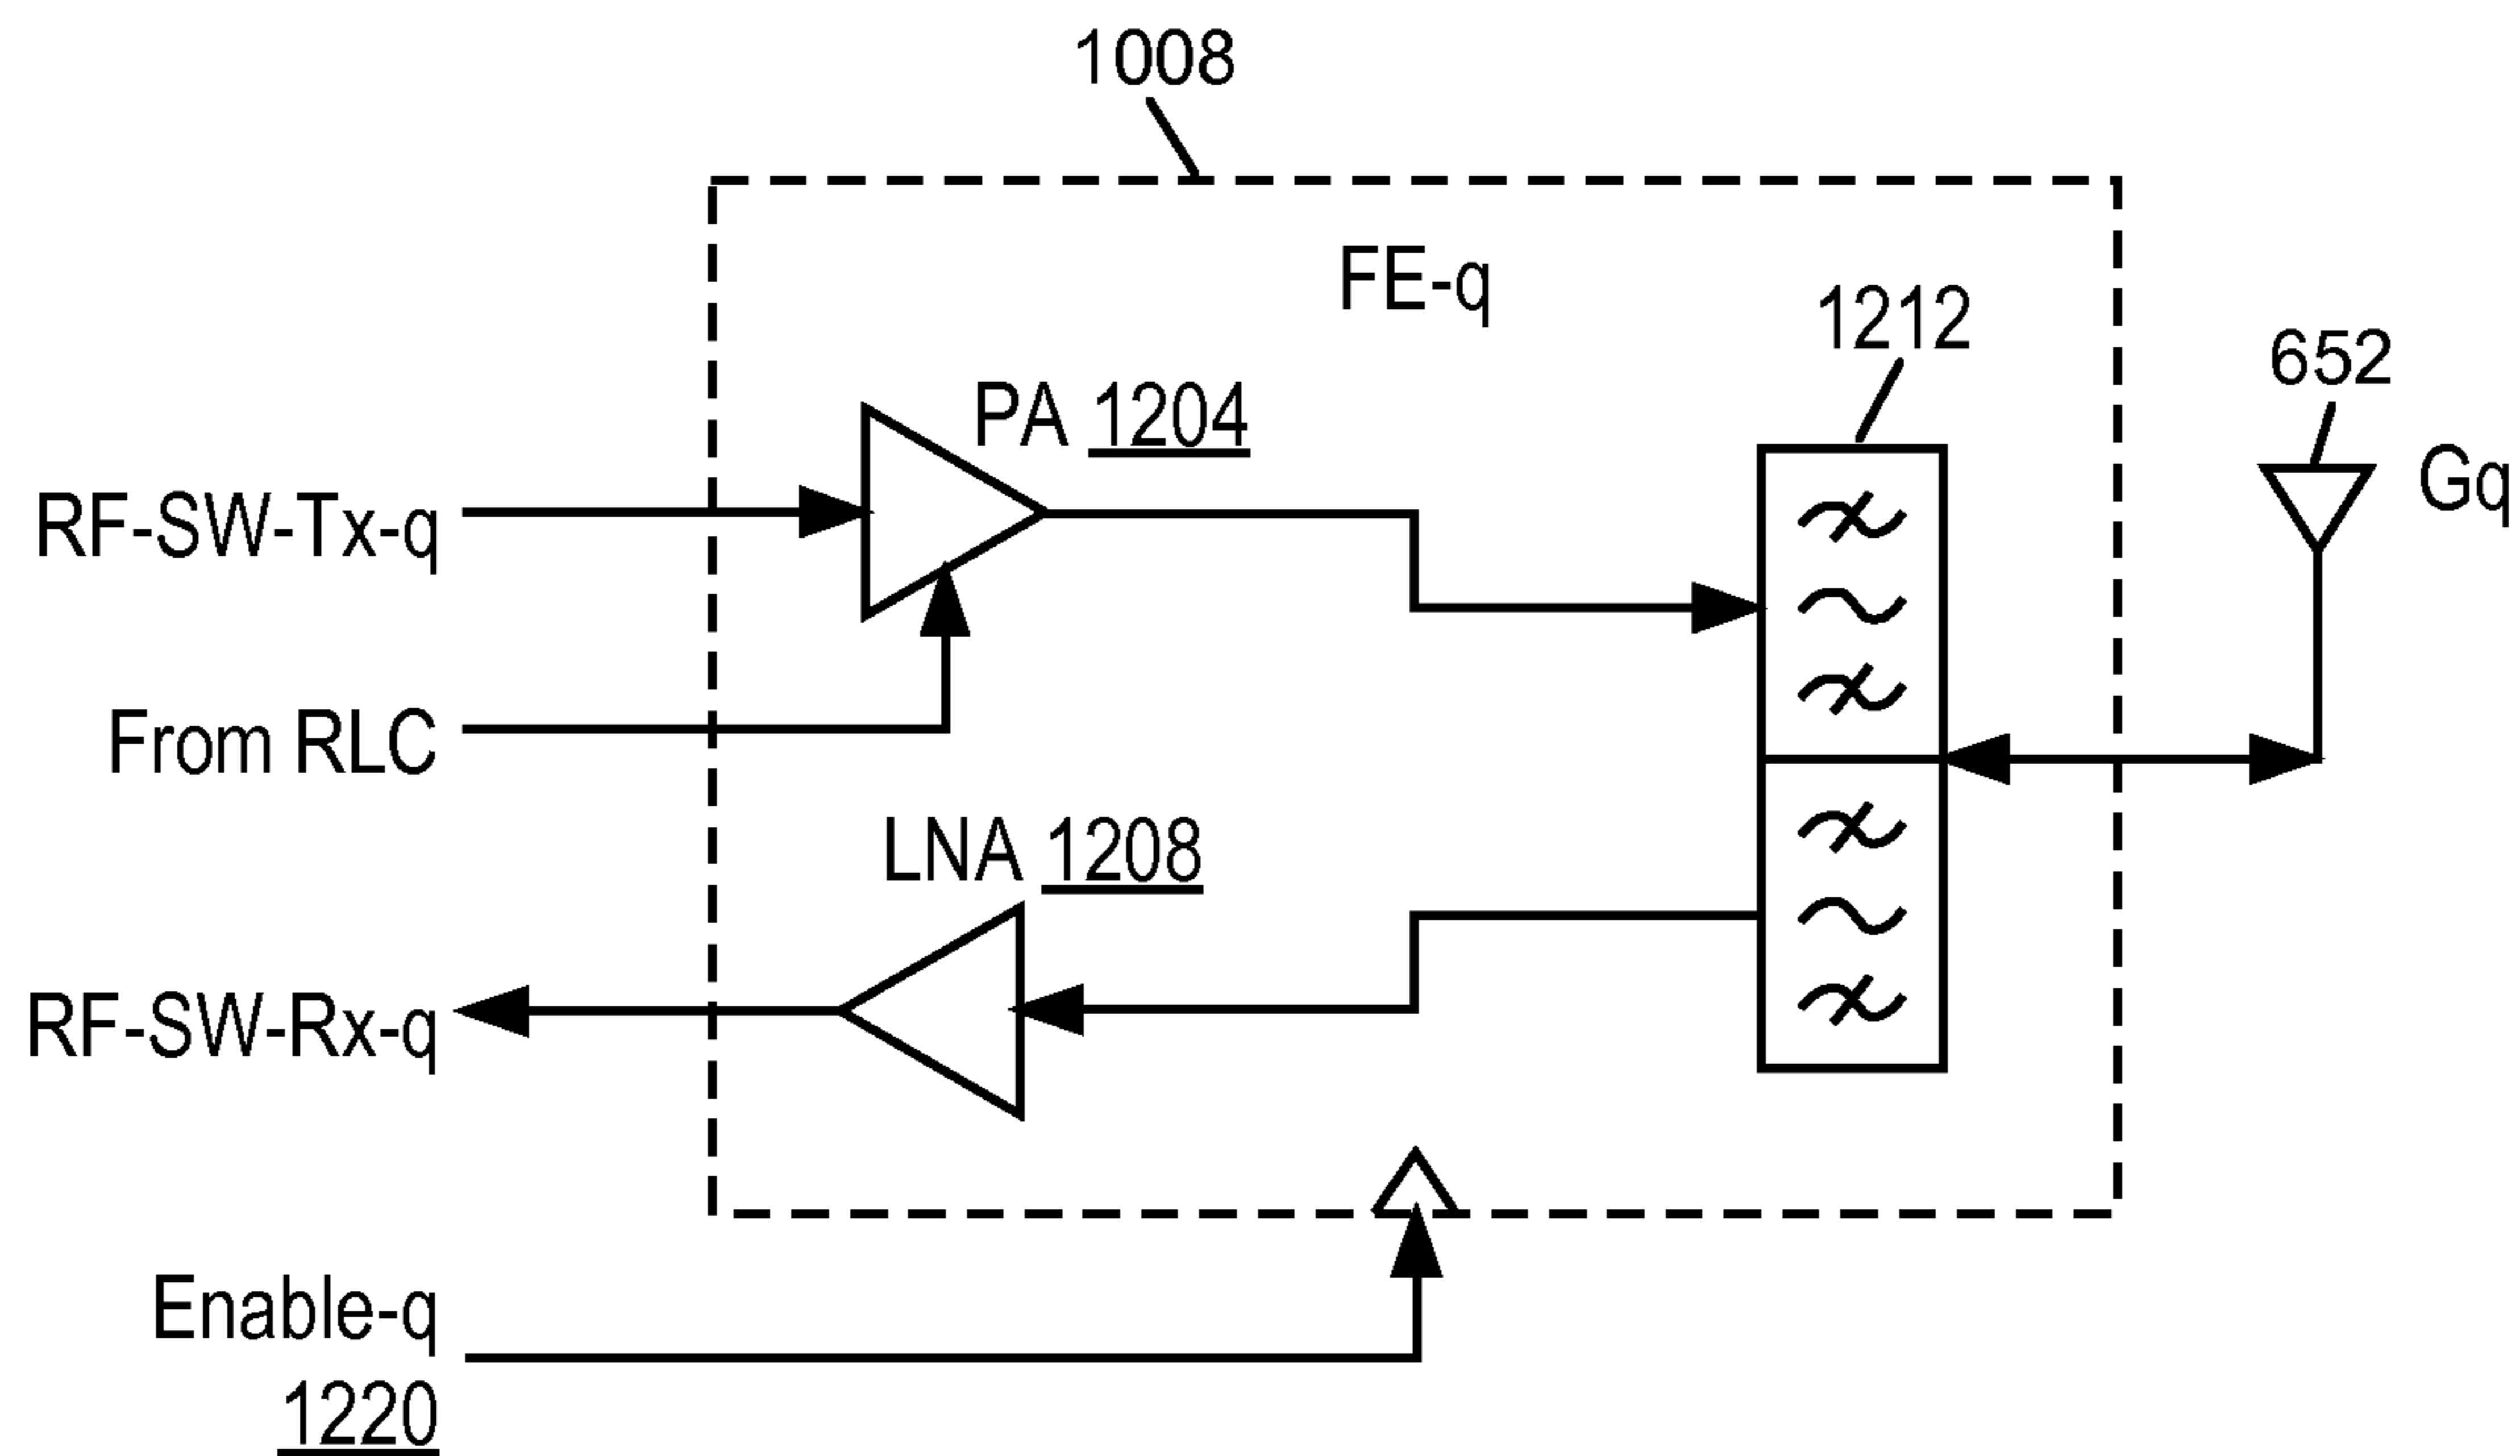 1008
FE-q
1212
652
Gq
PA 1204
RF-SW-Tx-q
From RLC
LNA 1208
RF-SW-Rx-q
Enable-q
1220